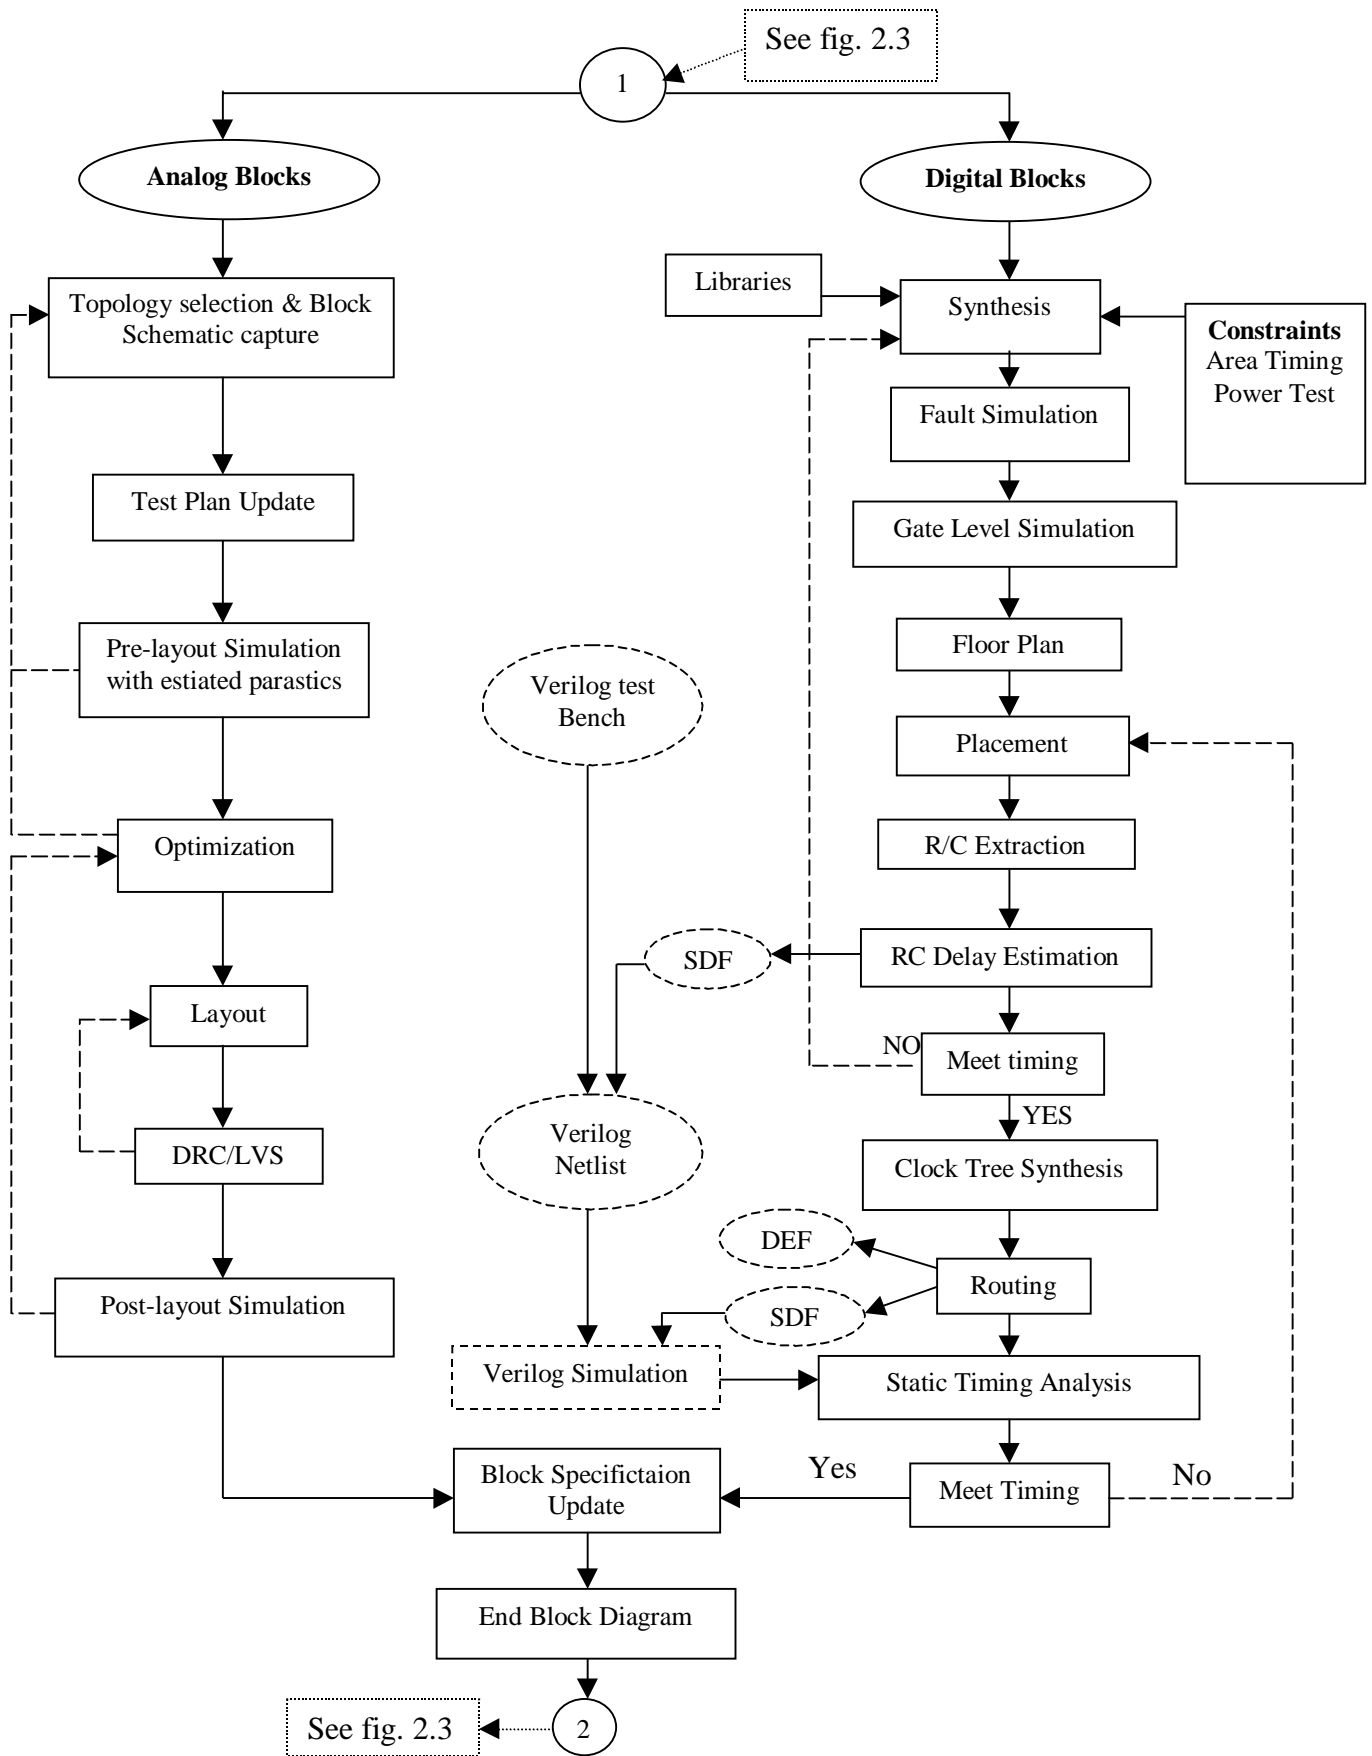 See fig. 2.3
1
Analog Blocks
Digital Blocks
Topology selection & Block
Schematic capture
Libraries
Synthesis
Constraints
Area Timing
Power Test
Fault Simulation
Test Plan Update
Gate Level Simulation
Pre-layout Simulation
with estiated parastics
Floor Plan
Verilog test
Bench
Placement
Optimization
R/C Extraction
SDF
RC Delay Estimation
Layout
NO
Meet timing
YES
DRC/LVS
Verilog
Netlist
Clock Tree Synthesis
DEF
Routing
Post-layout Simulation
SDF
Verilog Simulation
Static Timing Analysis
Block Specifictaion
Update
Yes
Meet Timing
No
End Block Diagram
See fig. 2.3
2